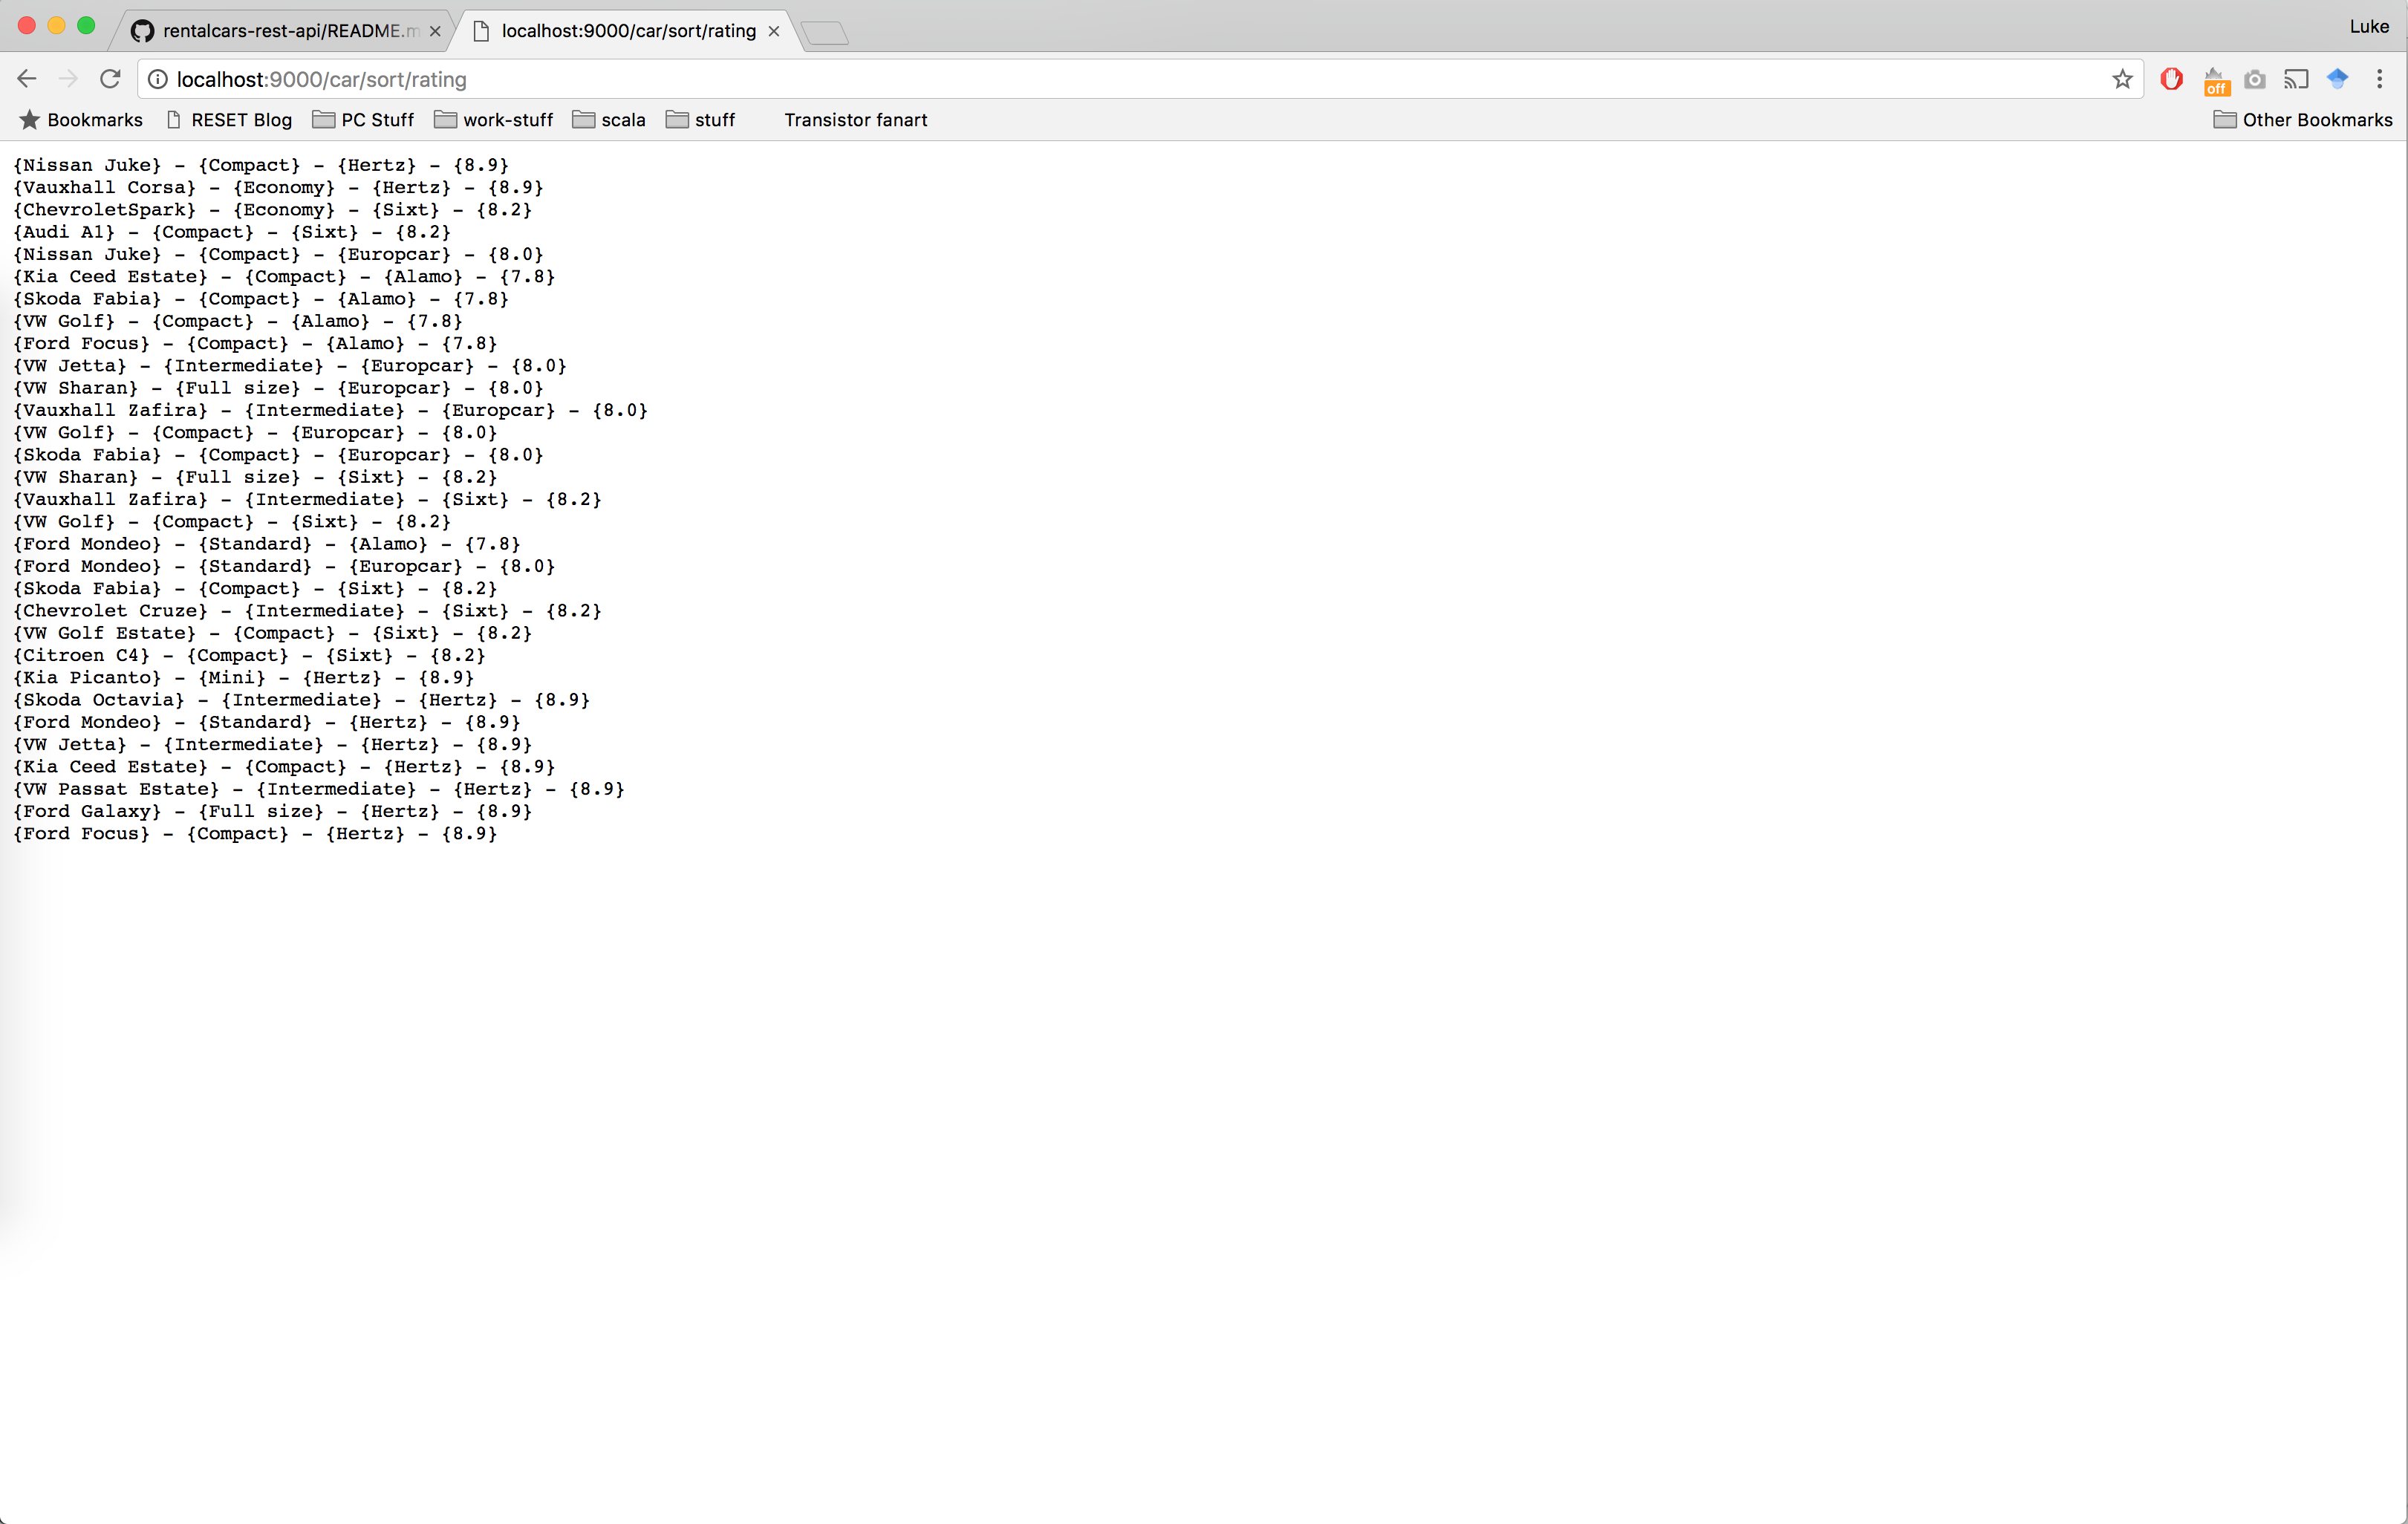 Luke
rentalcars-rest-api/README.m
localhost:9000/car/sort/rating
localhost:9000/car/sort/rating
off
Bookmarks RESET Blog PC Stuff work-stuff scala stuff Transistor fanart Other Bookmarks
{Nissan Juke} - {Compact} - {Hertz} - {8.9}
{Vauxhall Corsa} - {Economy} - {Hertz} - {8.9}
{ChevroletSpark} - {Economy} - {Sixt} - {8.2}
{Audi A1} - {Compact} - {Sixt} - {8.2}
{Nissan Juke} - {Compact} - {Europcar} - {8.0}
{Kia Ceed Estate} - {Compact} - {Alamo} - {7.8}
{Skoda Fabia} - {Compact} - {Alamo} - {7.8}
{VW Golf} - {Compact} - {Alamo} - {7.8}
{Ford Focus} - {Compact} - {Alamo} - {7.8}
{VW Jetta} - {Intermediate} - {Europcar} - {8.0}
{VW Sharan} - {Full size} - {Europcar} - {8.0}
{Vauxhall Zafira} - {Intermediate} - {Europcar} - {8.0}
{VW Golf} - {Compact} - {Europcar} - {8.0}
{Skoda Fabia} - {Compact} - {Europcar} - {8.0}
{VW Sharan} - {Full size} - {Sixt} - {8.2}
{Vauxhall Zafira} - {Intermediate} - {Sixt} - {8.2}
{VW Golf} - {Compact} - {Sixt} - {8.2}
{Ford Mondeo} - {Standard} - {Alamo} - {7.8}
{Ford Mondeo} - {Standard} - {Europcar} - {8.0}
{Skoda Fabia} - {Compact} - {Sixt} - {8.2}
{Chevrolet Cruze} - {Intermediate} - {Sixt} - {8.2}
{VW Golf Estate} - {Compact} - {Sixt} - {8.2}
{Citroen C4} - {Compact} - {Sixt} - {8.2}
{Kia Picanto} - {Mini} - {Hertz} - {8.9}
{Skoda Octavia} - {Intermediate} - {Hertz} - {8.9}
{Ford Mondeo} - {Standard} - {Hertz} - {8.9}
{VW Jetta} - {Intermediate} - {Hertz} - {8.9}
{Kia Ceed Estate} - {Compact} - {Hertz} - {8.9}
{VW Passat Estate} - {Intermediate} - {Hertz} - {8.9}
{Ford Galaxy} - {Full size} - {Hertz} - {8.9}
{Ford Focus} - {Compact} - {Hertz} - {8.9}